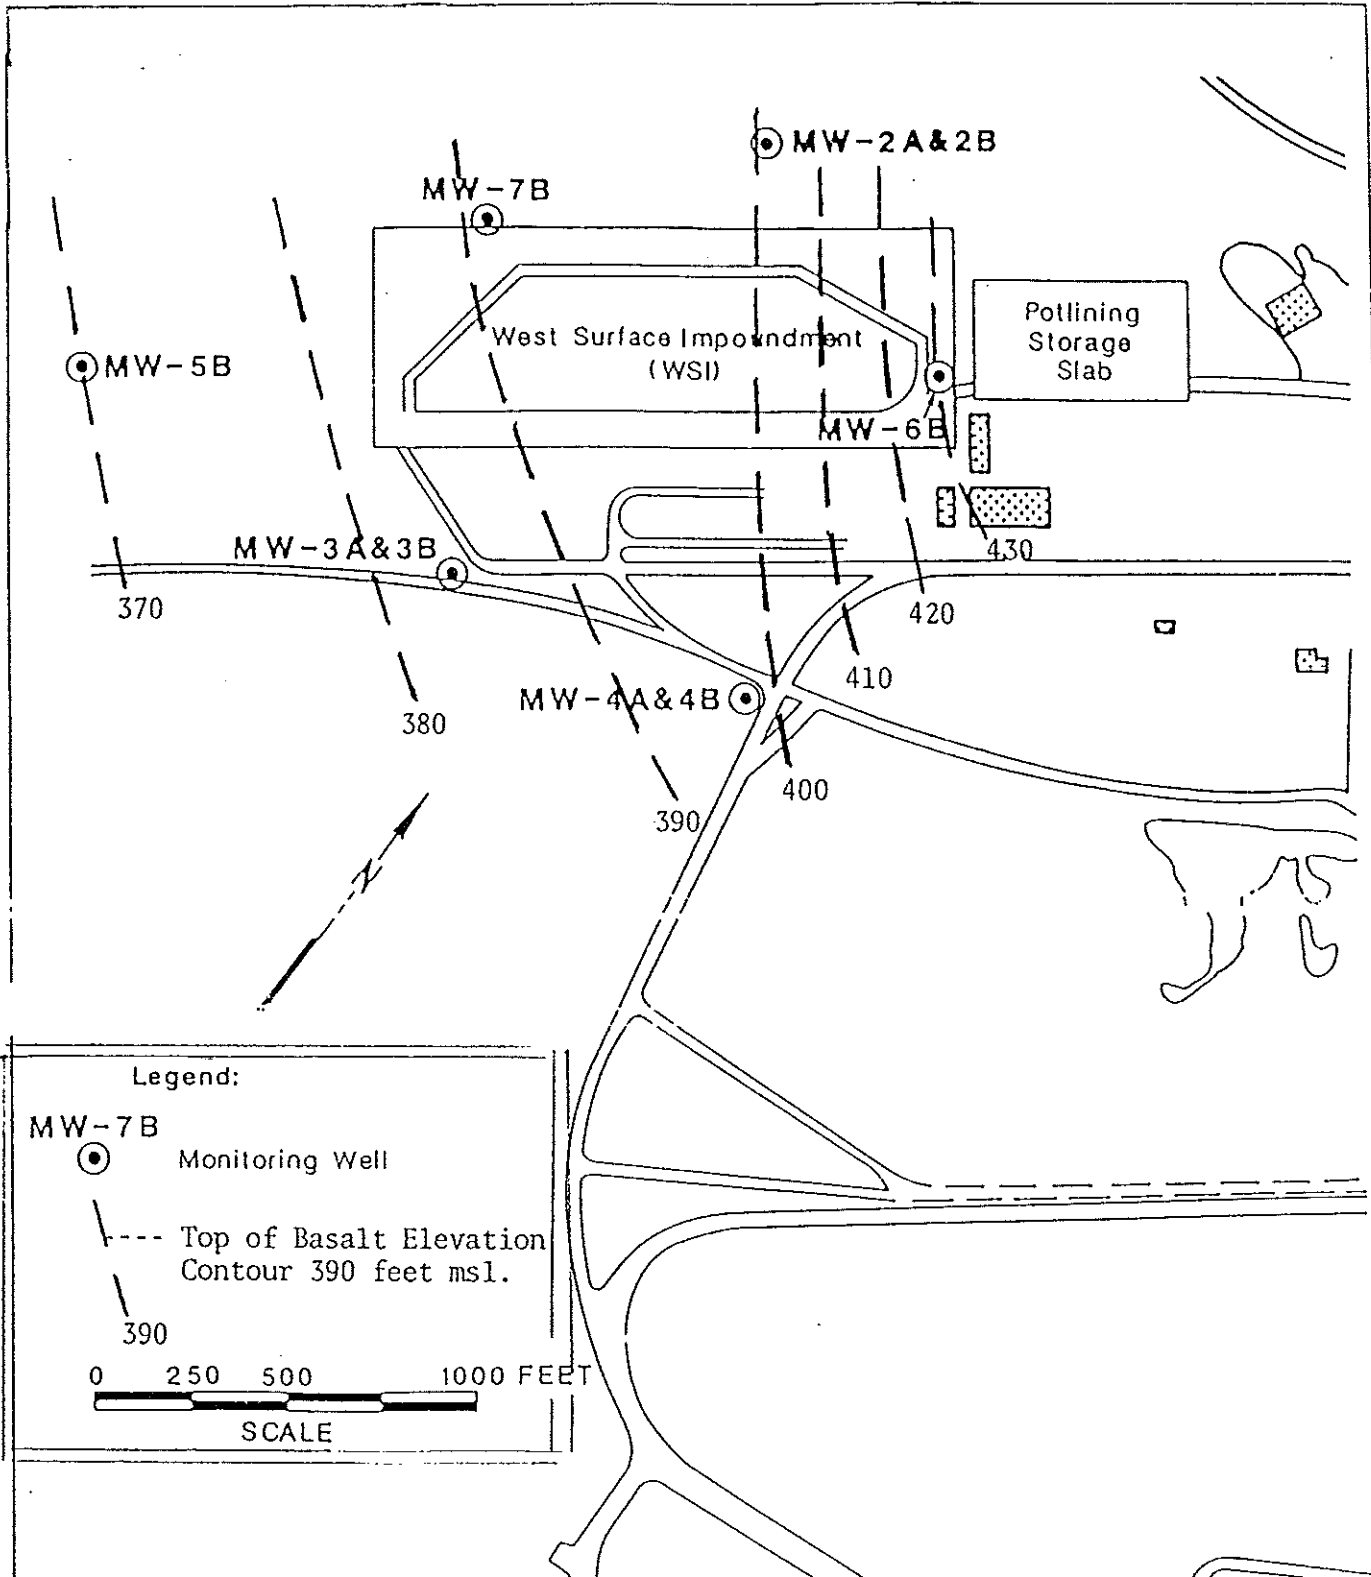 MW-2A&2B
MW-7B
West Surface Impoundment
(WSI)
Potlining
Storage
Slab
MW-5B
MW-6B
MW-3A&3B
430
370
420
410
MW-4A&4B
380
400
390
N
Legend:
MW-7B
Monitoring Well
Top of Basalt Elevation
Contour 390 feet msl.
390
0 250 500 1000 FEET
SCALE